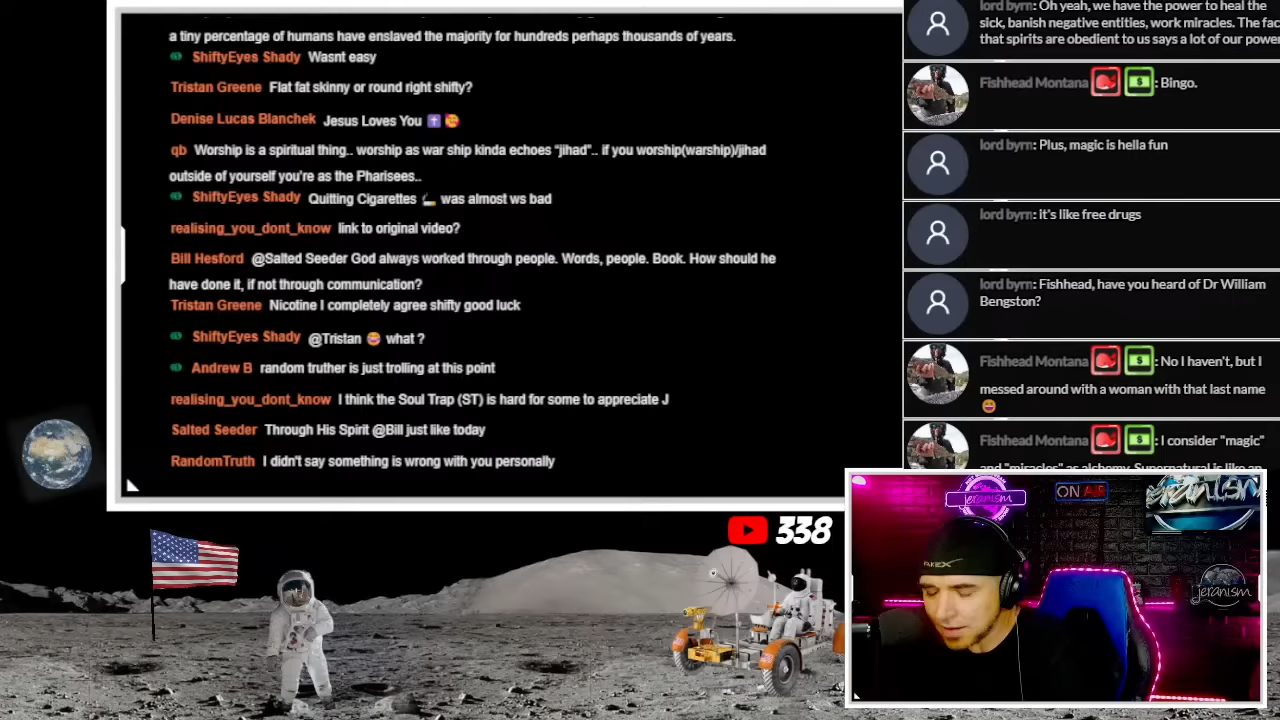 a tiny percentage of humans have enslaved the majority for hundreds perhaps thousands of years.
ShiftyEyes Shady Wasnt easy
Tristan Greene Flat fat skinny or round right shifty?
Denise Lucas Blanchek Jesus Loves You
qb Worship is a spiritual thing.. worship as war ship kinda echoes "jihad".. if you worship(warship)/jihad
outside of yourself you're as the Pharisees..
ShiftyEyes Shady Quitting Cigarettes was almost ws bad
realising_you_dont_know link to original video?
Bill Hesford @Salted Seeder God always worked through people. Words, people. Book. How should he
have done it, if not through communication?
Tristan Greene Nicotine I completely agree shifty good luck
ShiftyEyes Shady @Tristan what ?
Andrew B random truther is just trolling at this point
realising_you_dont_know I think the Soul Trap (ST) is hard for some to appreciate J
Salted Seeder Through His Spirit @Bill just like today
RandomTruth I didn't say something is wrong with you personally
lord byrn: Oh yeah, we have the power to heal the
sick, banish negative entities, work miracles. The fac
that spirits are obedient to us says a lot of our power
Fishhead Montana : Bingo.
lord byrn: Plus, magic is hella fun
lord byrn: It's like free drugs
lord byrn: Fishhead, have you heard of Dr William
Bengston?
Fishhead Montana : No I haven't, but I
messed around with a woman with that last name
Fishhead Montana : I consider "magic"
and "miracles" as alchemy. Supernatural is like an
338
jeranism
ON AIR
jeranism
jeranism